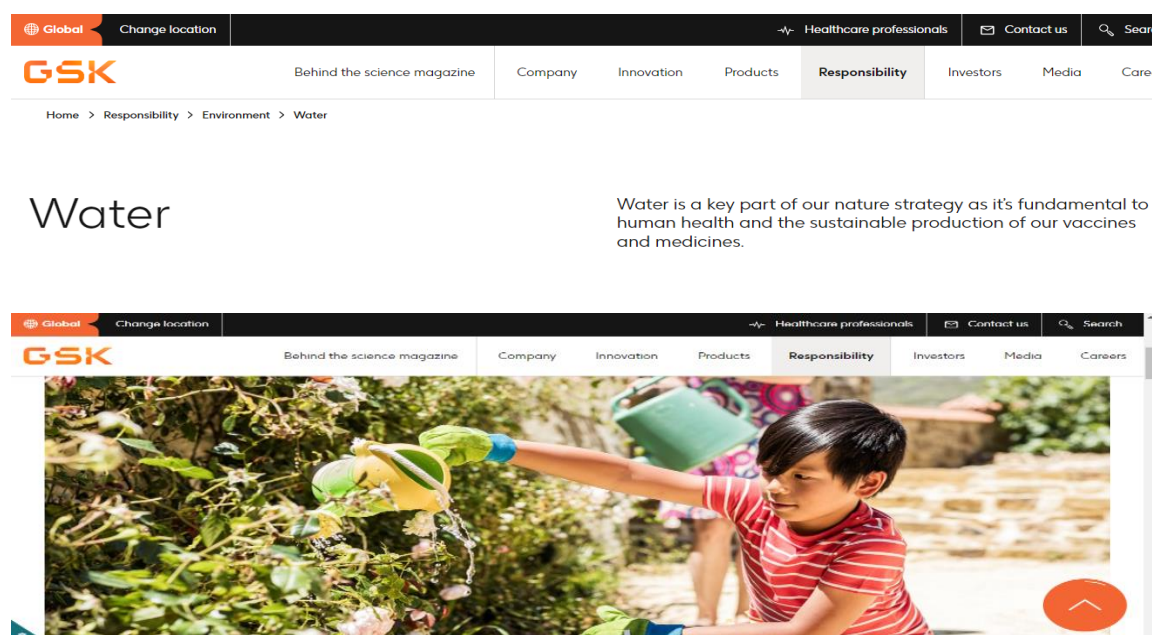 Global Change location Healthcare professionals Contact us Sear
GSK Behind the science magazine Company Innovation Products Responsibility Investors Media Care
Home > Responsibility > Environment > Water
Water
Water is a key part of our nature strategy as it's fundamental to
human health and the sustainable production of our vaccines
and medicines.
Global Change location Healthcare professionals Contact us Search
GSK Behind the science magazine Company Innovation Products Responsibility Investors Media Careers